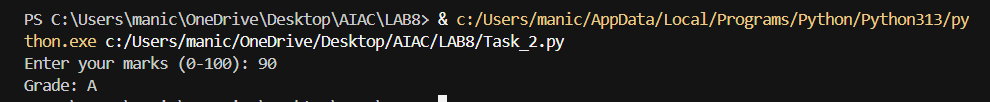 PS C:\Users\manic\OneDrive\Desktop\AIAC\LAB8> & c:/Users/manic/AppData/Local/Programs/Python/Python313/py
thon.exe c:/Users/manic/OneDrive/Desktop/AIAC/LAB8/Task_2.py
Enter your marks (0-100): 90
Grade: A